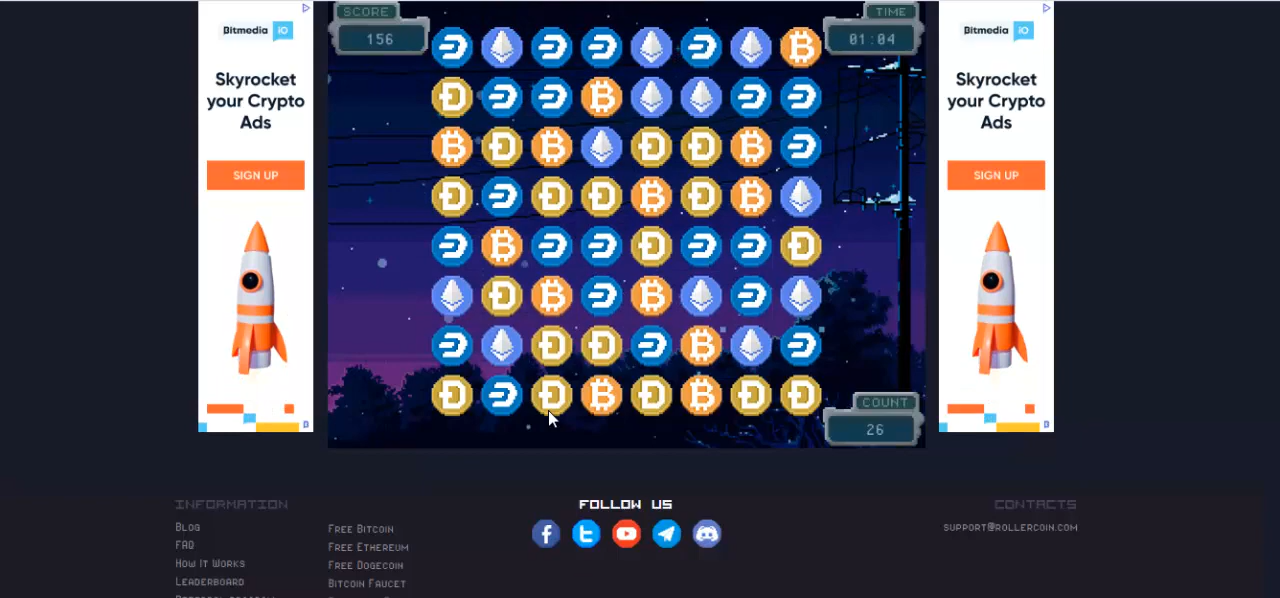 SCORE
156
TIME
01:04
COUNT
26
Bitmedia IO
Skyrocket
your Crypto
Ads
SIGN UP
Bitmedia IO
Skyrocket
your Crypto
Ads
SIGN UP
INFORMATION
Blog
FAQ
How It Works
Leaderboard
Free Bitcoin
Free Ethereum
Free Dogecoin
Bitcoin Faucet
FOLLOW US
CONTACTS
support@rollercoin.com